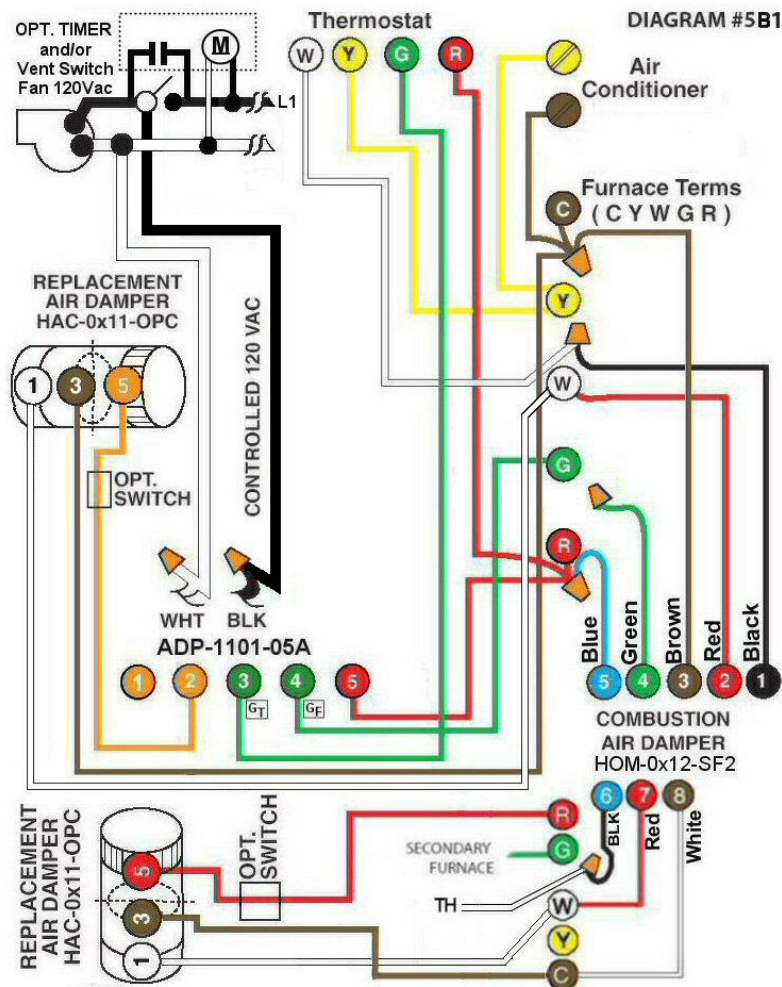 OPT. TIMER
and/or
Vent Switch
Fan 120Vac
M
L1
Thermostat
W Y G R
DIAGRAM #5B1
Air
Conditioner
C
Furnace Terms
( C Y W G R )
Y
W
G
R
REPLACEMENT
AIR DAMPER
HAC-0x11-OPC
1 3 5
OPT.
SWITCH
CONTROLLED 120 VAC
WHT BLK
ADP-1101-05A
1 2 3 4 5
GT GF
Blue Green Brown Red Black
5 4 3 2 1
COMBUSTION
AIR DAMPER
HOM-0x12-SF2
6 7 8
BLK Red White
REPLACEMENT
AIR DAMPER
HAC-0x11-OPC
5
3
1
OPT.
SWITCH
R
SECONDARY
FURNACE
G
TH
W
Y
C